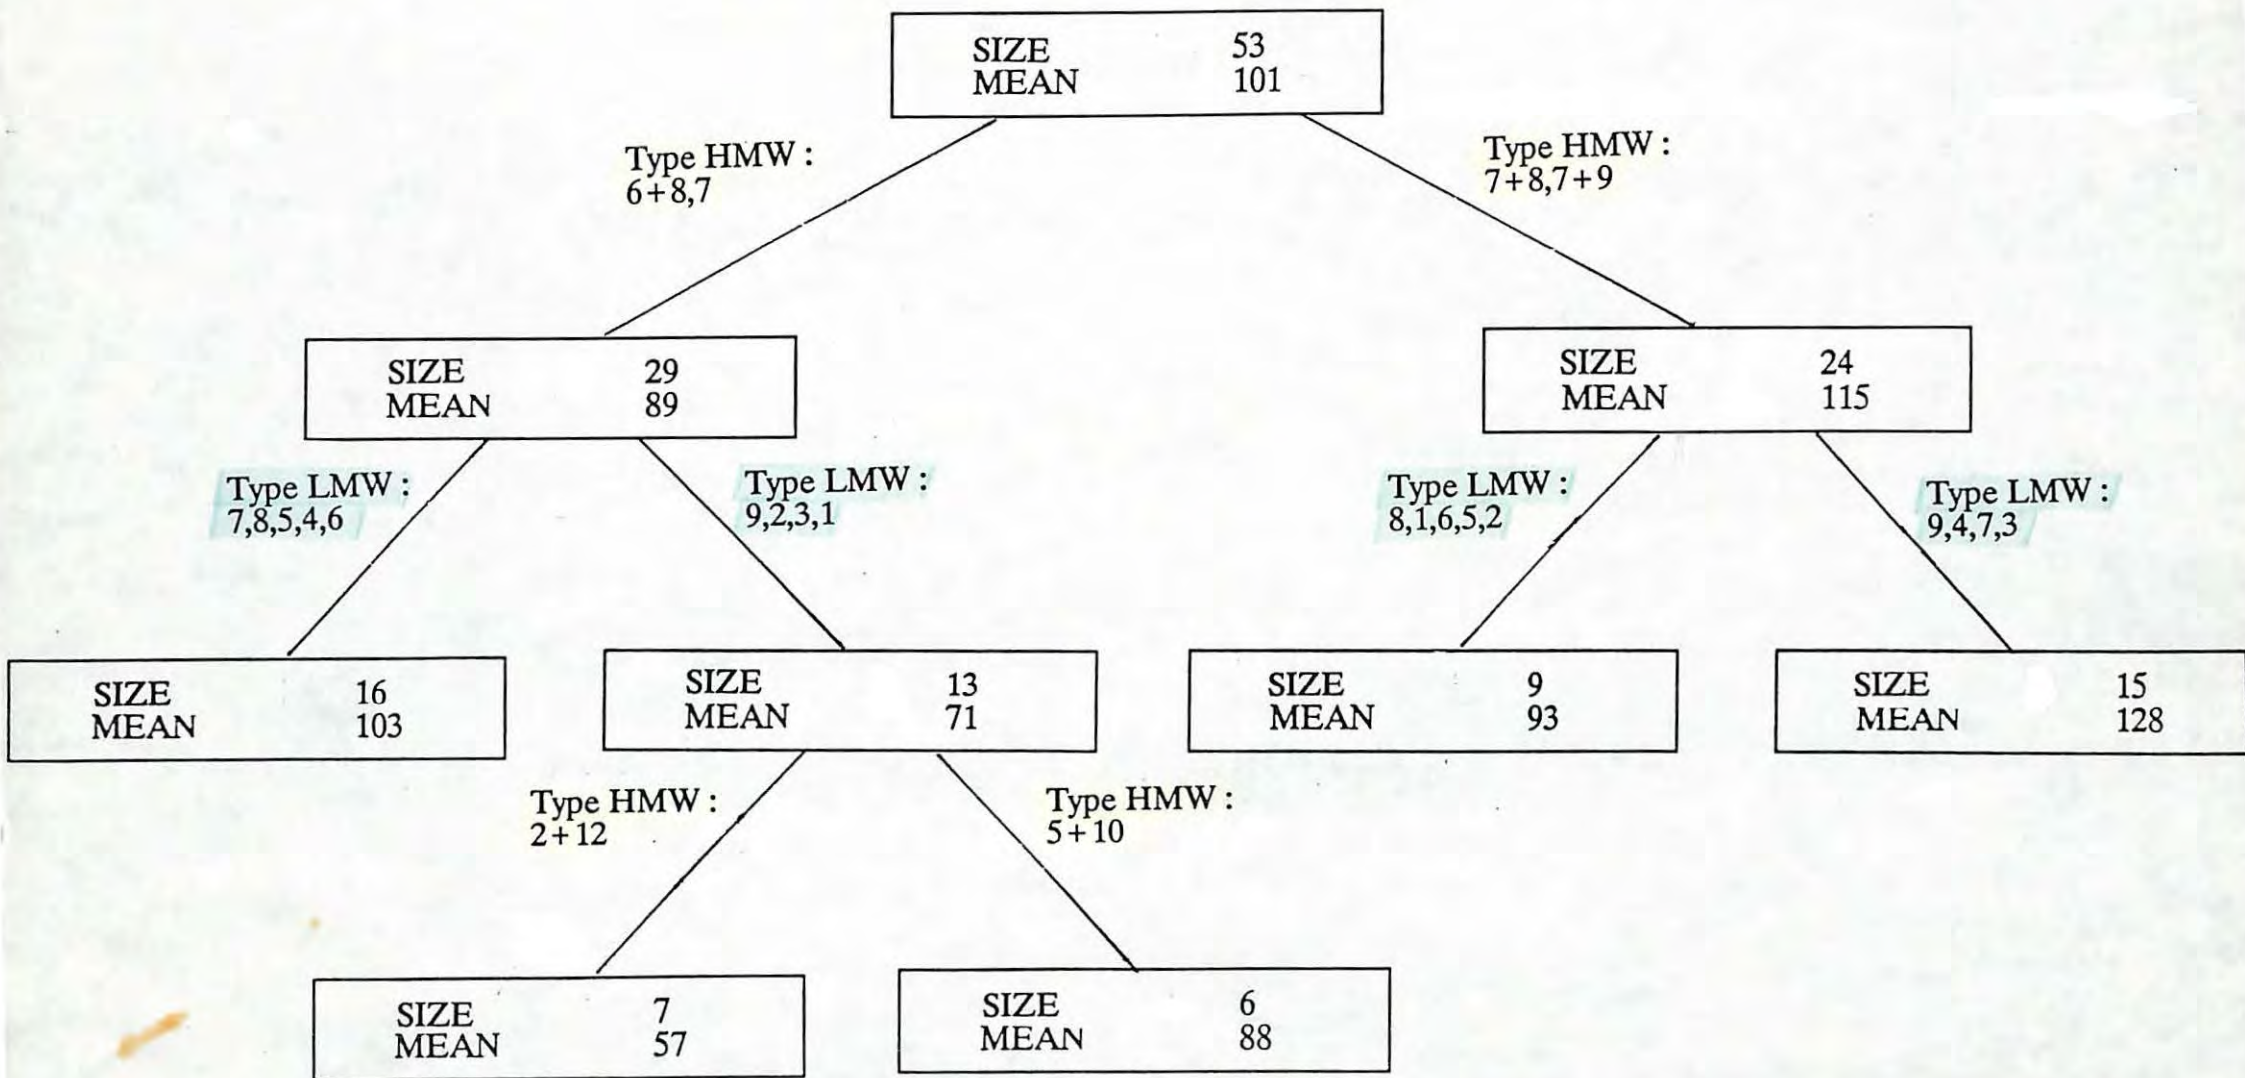 SIZE 53
MEAN 101
Type HMW :
6+8,7
Type HMW :
7+8,7+9
SIZE 29
MEAN 89
SIZE 24
MEAN 115
Type LMW :
7,8,5,4,6
Type LMW :
9,2,3,1
Type LMW :
8,1,6,5,2
Type LMW :
9,4,7,3
SIZE 16
MEAN 103
SIZE 13
MEAN 71
SIZE 9
MEAN 93
SIZE 15
MEAN 128
Type HMW :
2+12
Type HMW :
5+10
SIZE 7
MEAN 57
SIZE 6
MEAN 88